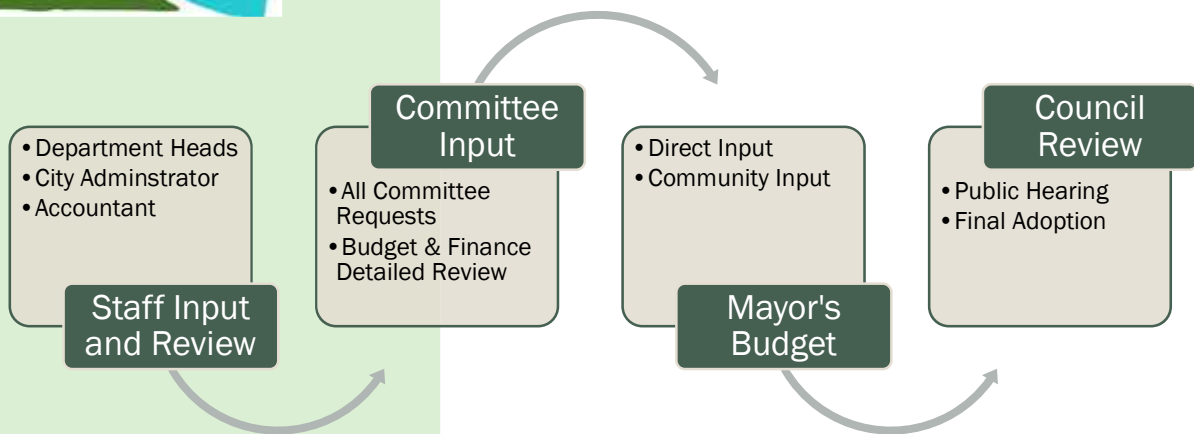 • Department Heads
• City Adminstrator
• Accountant
Staff Input
and Review
Committee
Input
• All Committee
Requests
• Budget & Finance
Detailed Review
• Direct Input
• Community Input
Mayor's
Budget
Council
Review
• Public Hearing
• Final Adoption